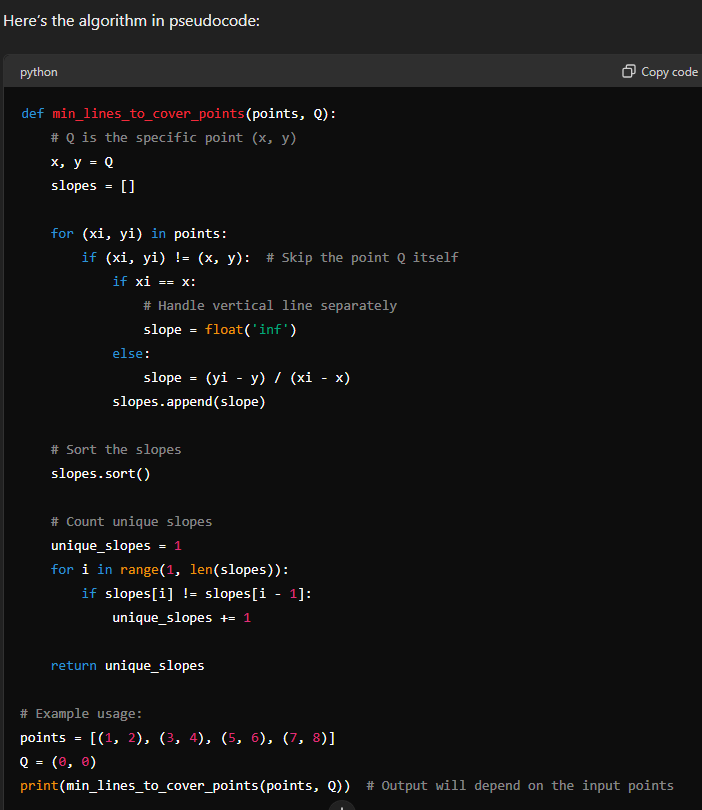 Here's the algorithm in pseudocode:
python
Copy code
def min_lines_to_cover_points(points, Q):
    # Q is the specific point (x, y)
    x, y = Q
    slopes = []

    for (xi, yi) in points:
        if (xi, yi) != (x, y):  # Skip the point Q itself
            if xi == x:
                # Handle vertical line separately
                slope = float('inf')
            else:
                slope = (yi - y) / (xi - x)
            slopes.append(slope)

    # Sort the slopes
    slopes.sort()

    # Count unique slopes
    unique_slopes = 1
    for i in range(1, len(slopes)):
        if slopes[i] != slopes[i - 1]:
            unique_slopes += 1

    return unique_slopes

# Example usage:
points = [(1, 2), (3, 4), (5, 6), (7, 8)]
Q = (0, 0)
print(min_lines_to_cover_points(points, Q))  # Output will depend on the input points